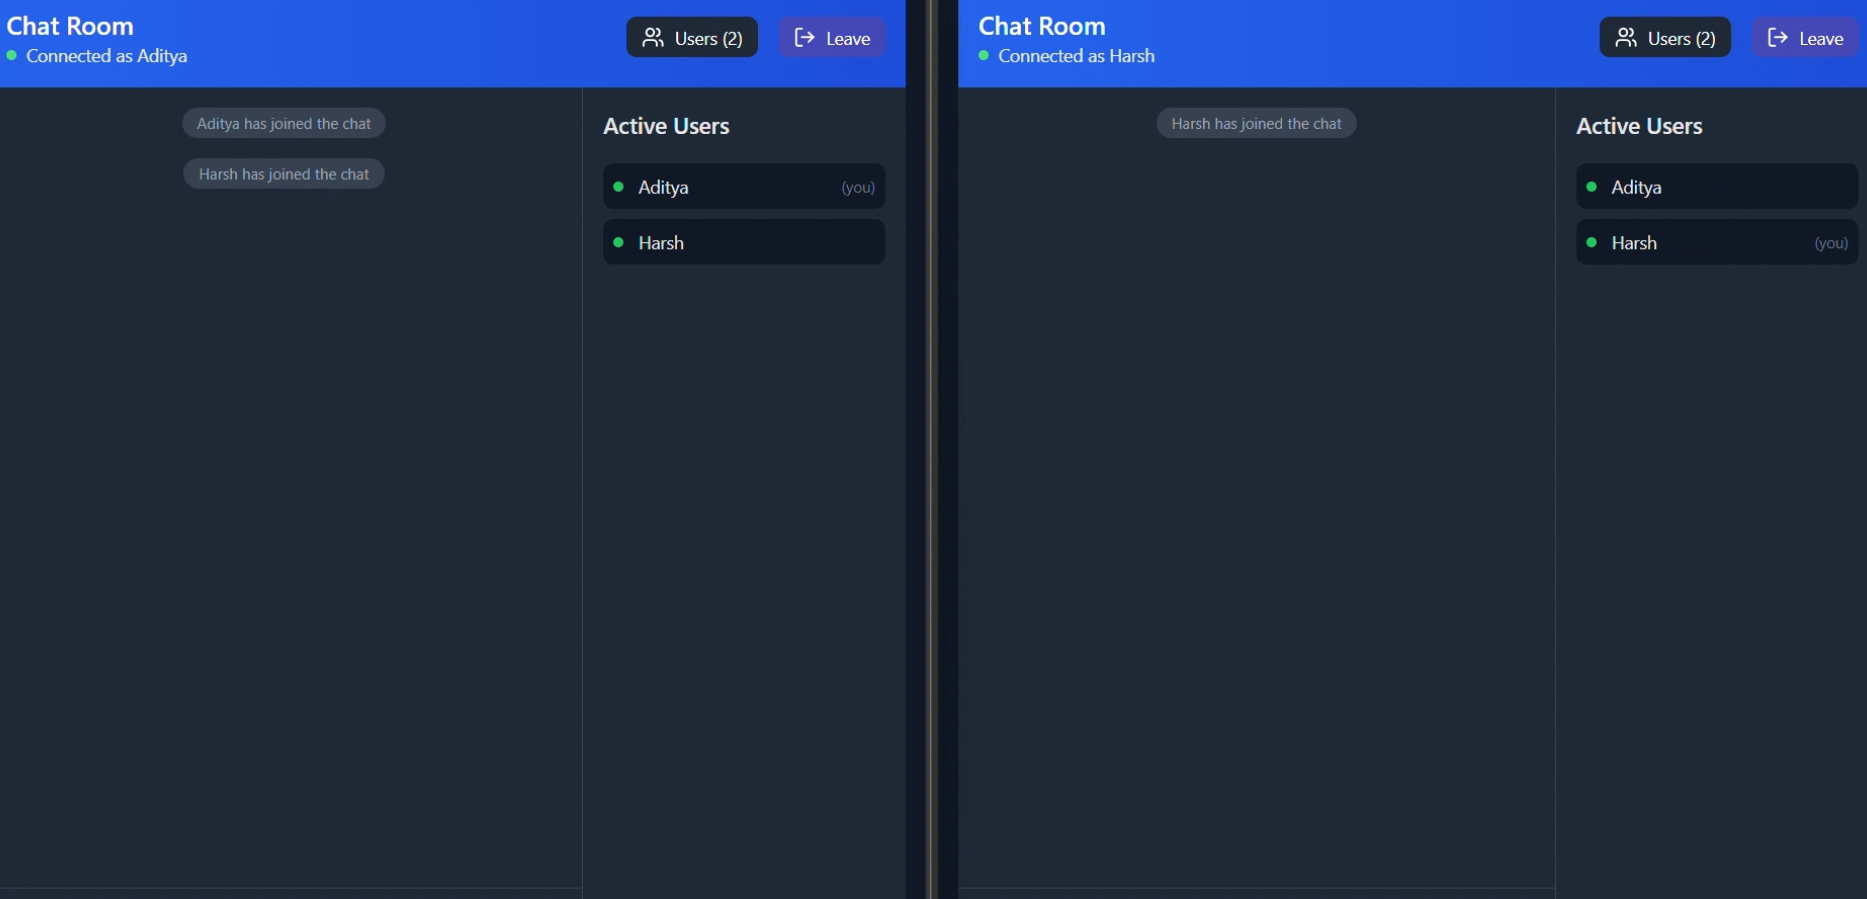 Chat Room
Connected as Aditya
Users (2)
Leave
Aditya has joined the chat
Harsh has joined the chat
Active Users
Aditya (you)
Harsh
Chat Room
Connected as Harsh
Users (2)
Leave
Harsh has joined the chat
Active Users
Aditya
Harsh (you)